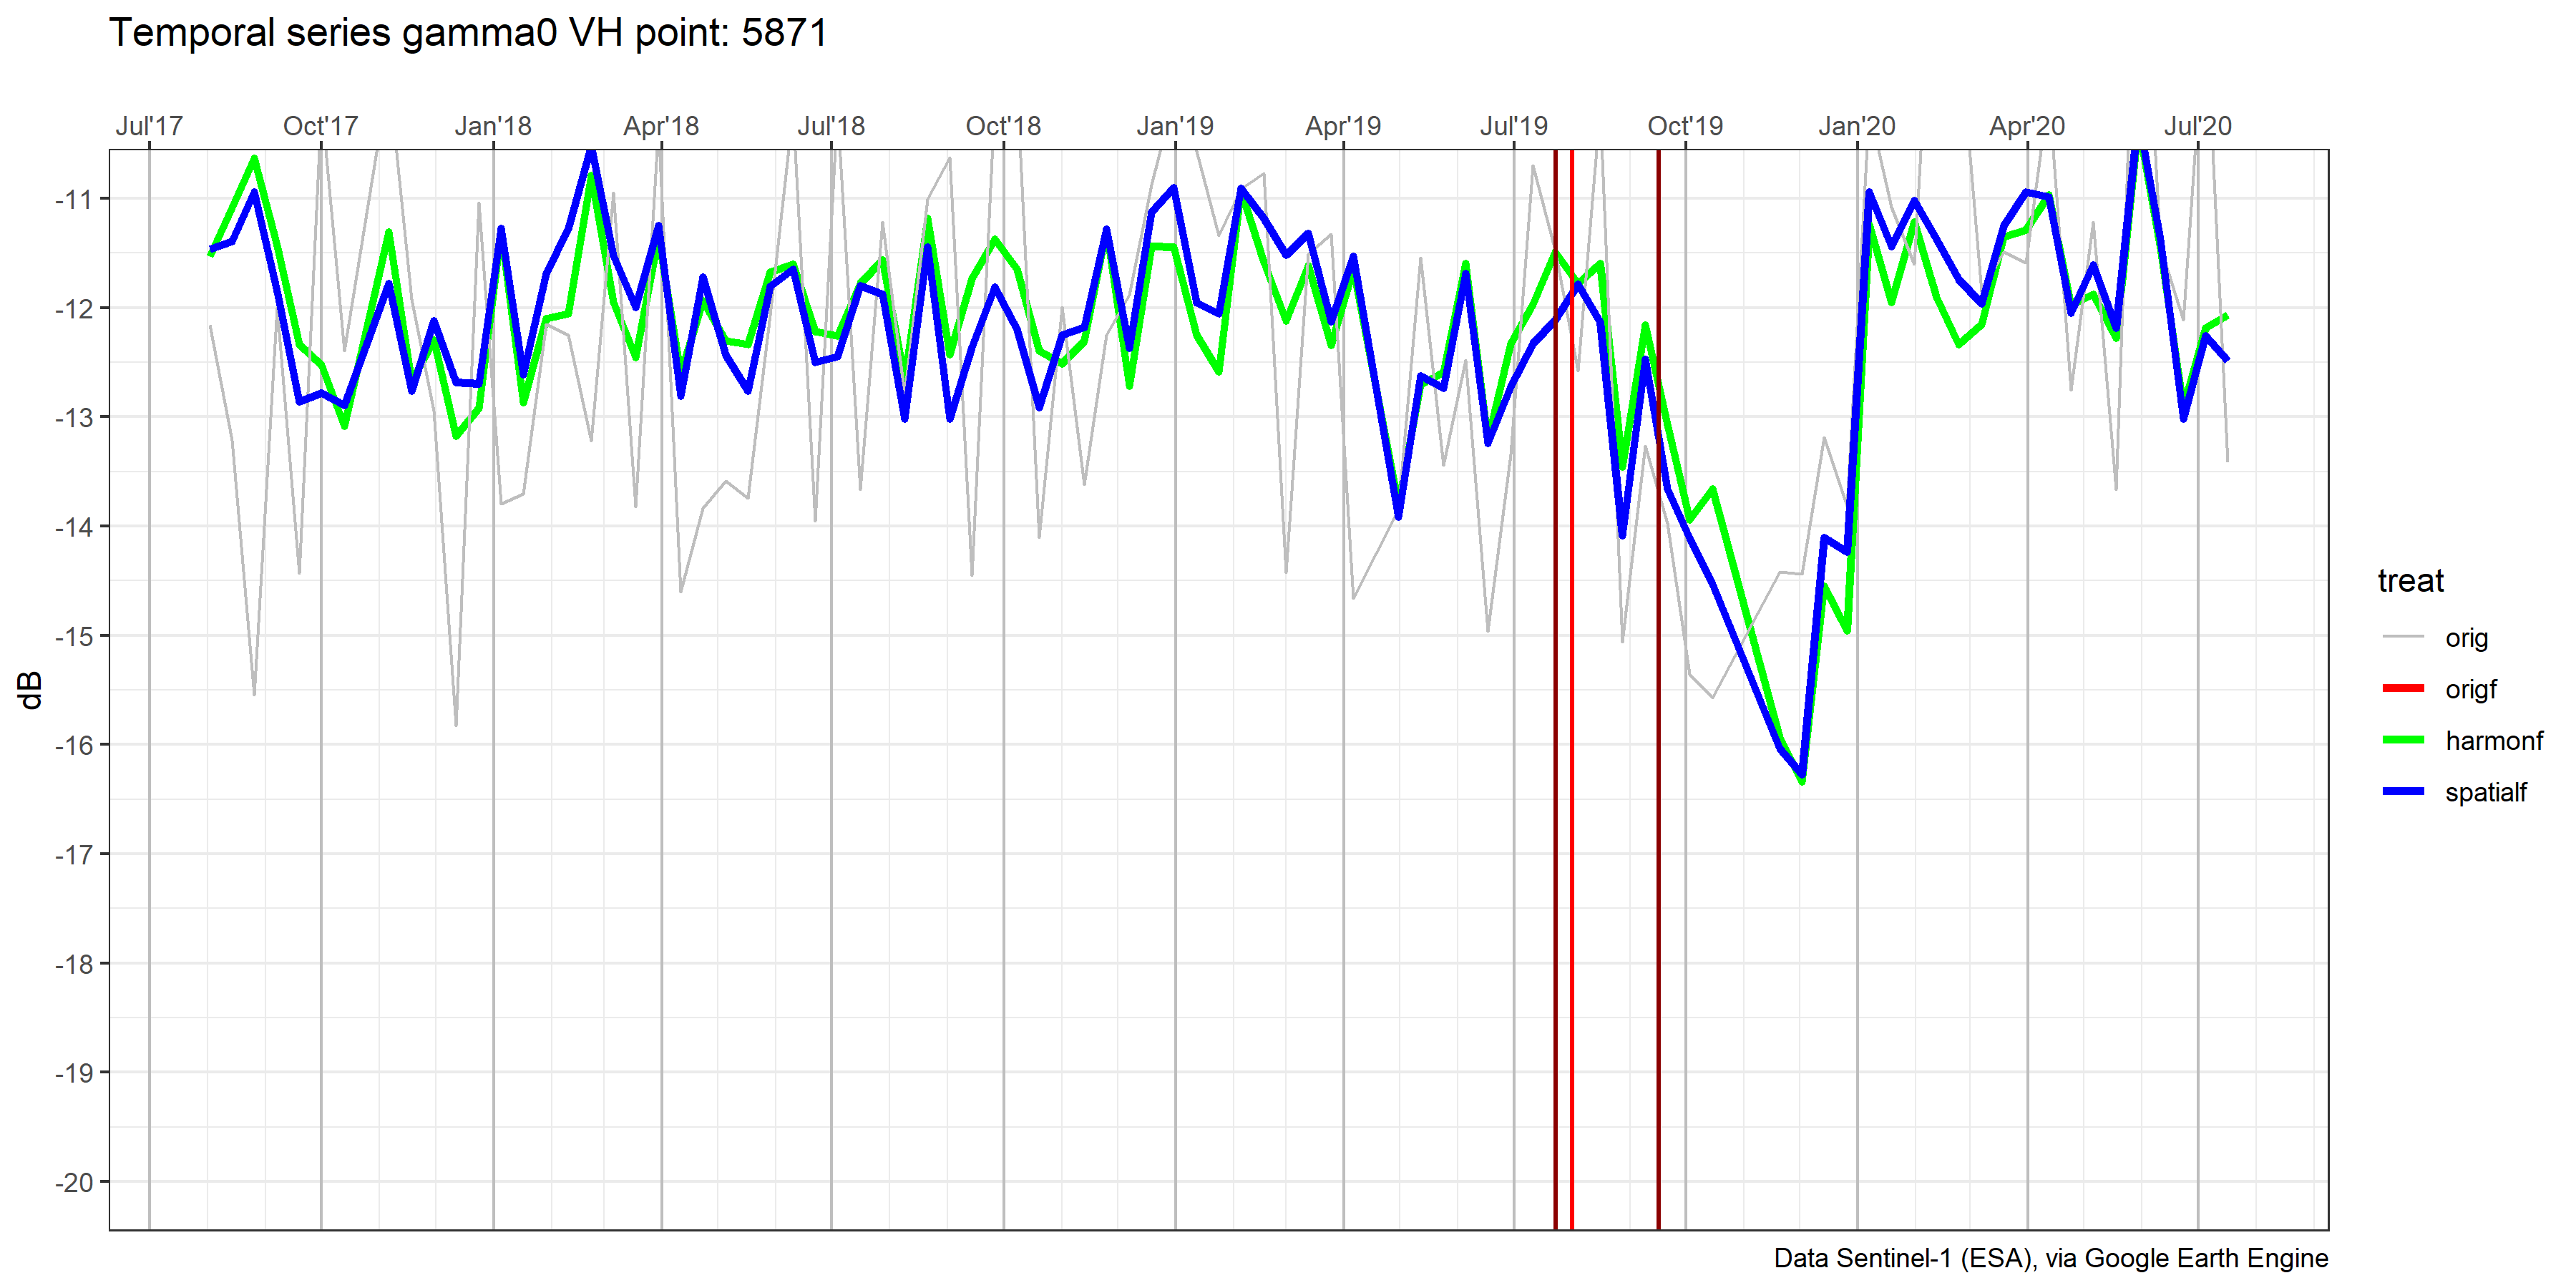 Temporal series gamma0 VH point: 5871
Jul'17 Oct'17 Jan'18 Apr'18 Jul'18 Oct'18 Jan'19 Apr'19 Jul'19 Oct'19 Jan'20 Apr'20 Jul'20
-11
-12
-13
-14
-15
-16
-17
-18
-19
-20
dB
treat
orig
origf
harmonf
spatialf
Data Sentinel-1 (ESA), via Google Earth Engine